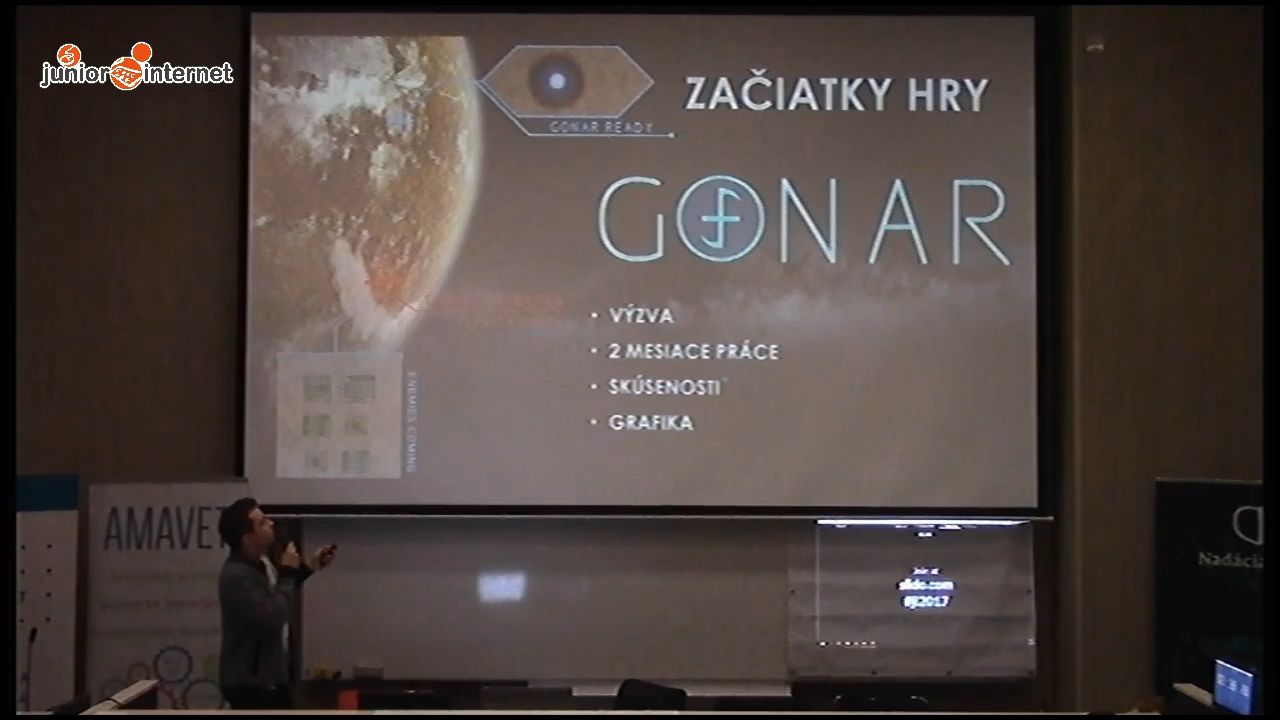 junior internet
ZAČIATKY HRY
GONAR READY
GONAR
• VÝZVA
• 2 MESIACE PRÁCE
• SKÚSENOSTI
• GRAFIKA
ENEMIES COMING
AMAVET
slido.com
#ji2017
Nadácia